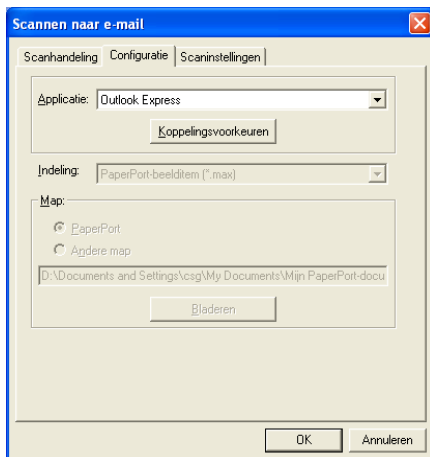 Scannen naar e-mail
Scanhandeling Configuratie Scaninstellingen
Applicatie: Outlook Express
Koppelingsvoorkeuren
Indeling: PaperPort-beelditem (*.max)
Map:
PaperPort
Andere map
D:\Documents and Settings\csg\My Documents\Mijn PaperPort-docu
Bladeren
OK Annuleren